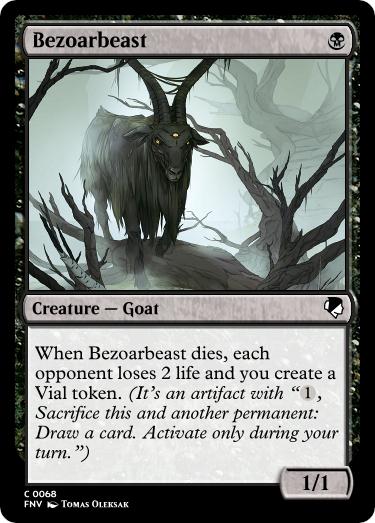 Bezoarbeast
Creature — Goat
When Bezoarbeast dies, each
opponent loses 2 life and you create a
Vial token. (It's an artifact with “1,
Sacrifice this and another permanent:
Draw a card. Activate only during your
turn.”)
1/1
C 0068
FNV Tomas Oleksak